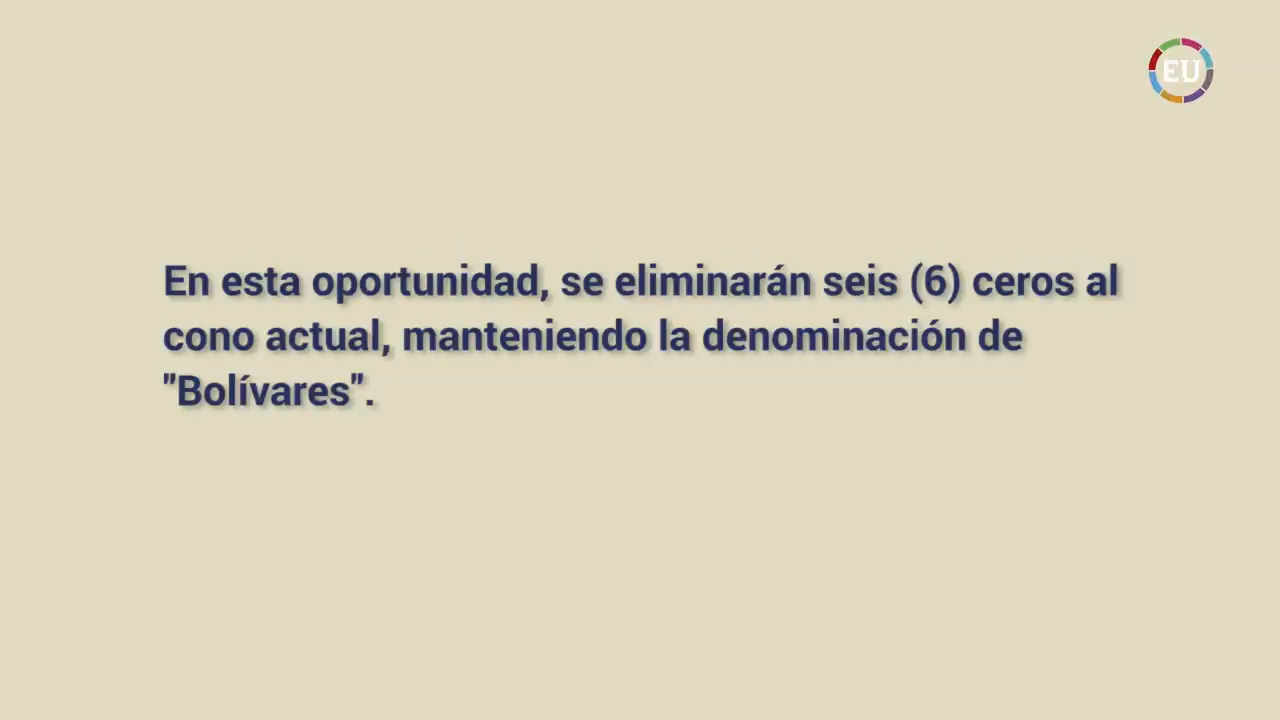 EU
En esta oportunidad, se eliminarán seis (6) ceros al
cono actual, manteniendo la denominación de
"Bolívares".